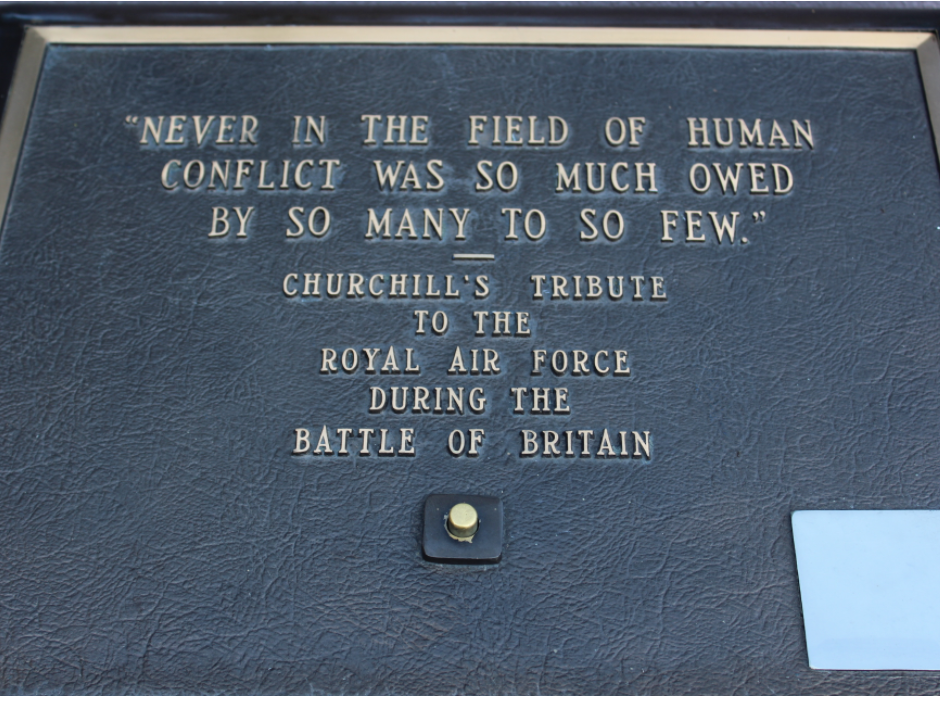 “NEVER IN THE FIELD OF HUMAN
CONFLICT WAS SO MUCH OWED
BY SO MANY TO SO FEW.”
CHURCHILL'S TRIBUTE
TO THE
ROYAL AIR FORCE
DURING THE
BATTLE OF BRITAIN